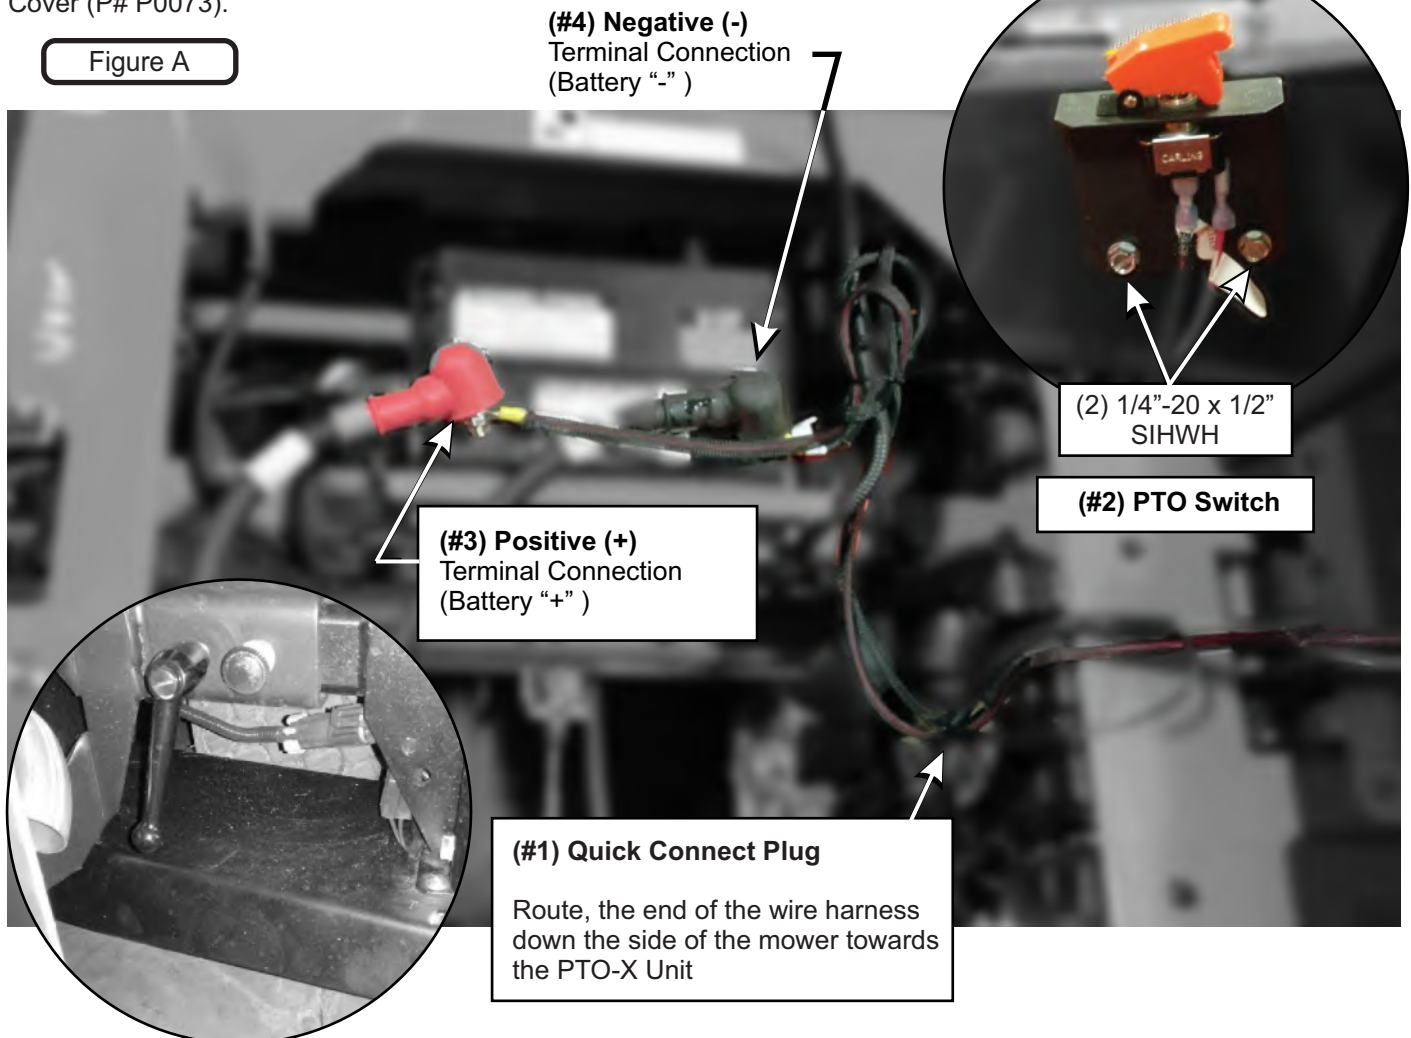 Cover (P# P0073).
Figure A
(#4) Negative (-)
Terminal Connection
(Battery “-” )
CARLING
(2) 1/4”-20 x 1/2”
SIHWH
(#2) PTO Switch
(#3) Positive (+)
Terminal Connection
(Battery “+” )
(#1) Quick Connect Plug
Route, the end of the wire harness
down the side of the mower towards
the PTO-X Unit